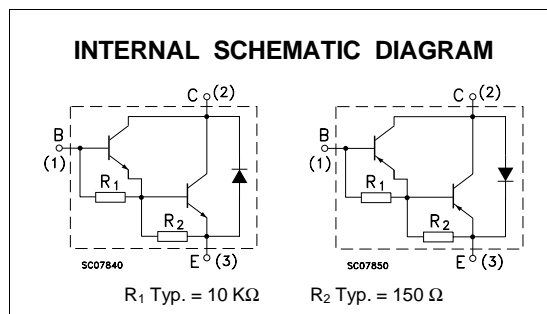 INTERNAL SCHEMATIC DIAGRAM
C (2)
B
(1)
R1
R2
SC07840
E (3)
C (2)
B
(1)
R1
R2
SC07850
E (3)
R1 Typ. = 10 KΩ R2 Typ. = 150 Ω